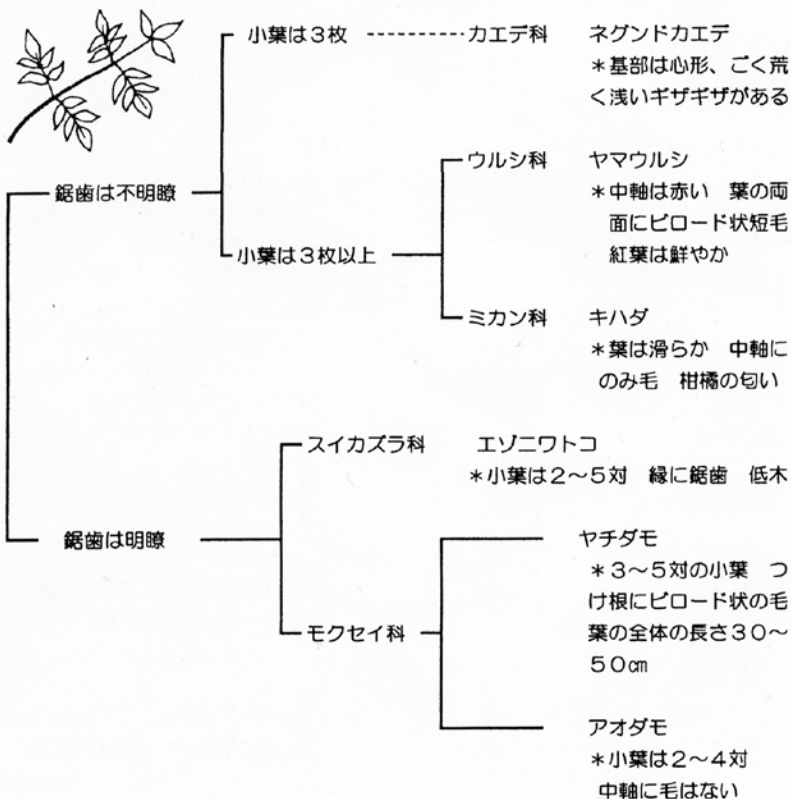 小葉は３枚
カエデ科
ネグンドカエデ
＊基部は心形、ごく荒
く浅いギザギザがある
鋸歯は不明瞭
小葉は３枚以上
ウルシ科
ヤマウルシ
＊中軸は赤い　葉の両
面にビロード状短毛
紅葉は鮮やか
ミカン科
キハダ
＊葉は滑らか　中軸に
のみ毛　柑橘の匂い
鋸歯は明瞭
スイカズラ科
エゾニワトコ
＊小葉は２～５対　縁に鋸歯　低木
モクセイ科
ヤチダモ
＊３～５対の小葉　つ
け根にビロード状の毛
葉の全体の長さ３０～
５０㎝
アオダモ
＊小葉は２～４対
中軸に毛はない